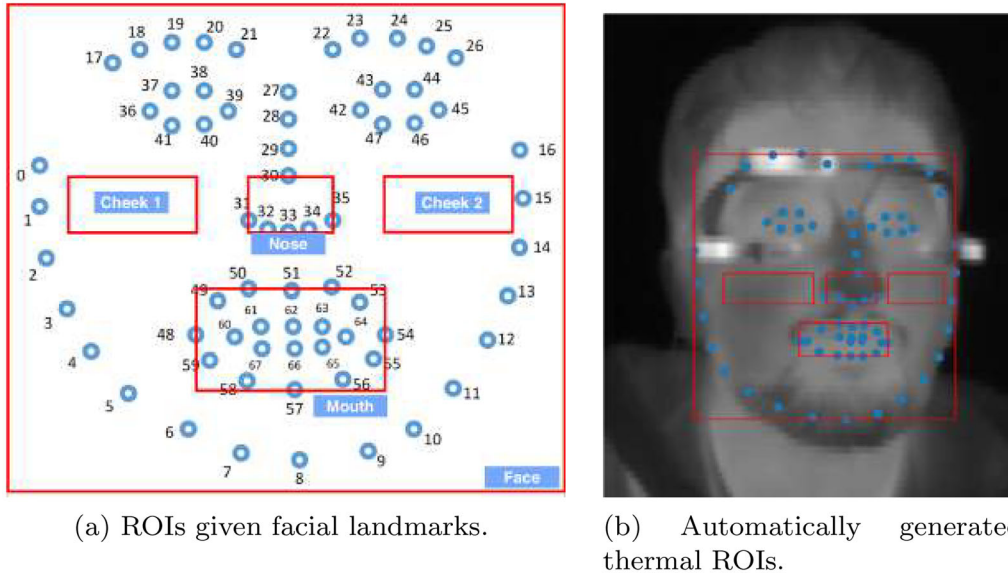 19 20 23 24
18 21 22 25
17 26
37 38 43 44
36 39 27 42 45
41 40 28 47 46
29
0 30 16
Cheek 1 Cheek 2
1 31 32 33 34 35 15
Nose
2 14
50 51 52
49 53 13
3 61 62 63
48 60 64 54 12
4 59 67 66 65 55
58 56
5 57 11
Mouth
6 10
7 8 9
Face
(a) ROIs given facial landmarks.
(b) Automatically generated
thermal ROIs.